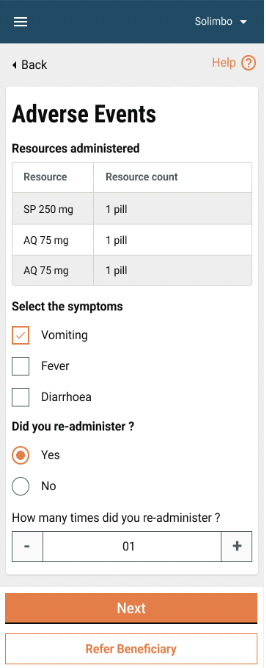 Solimbo
Back
Help ?
Adverse Events
Resources administered
Resource Resource count
SP 250 mg 1 pill
AQ 75 mg 1 pill
AQ 75 mg 1 pill
Select the symptoms
Vomiting
Fever
Diarrhoea
Did you re-administer ?
Yes
No
How many times did you re-administer ?
- 01 +
Next
Refer Beneficiary